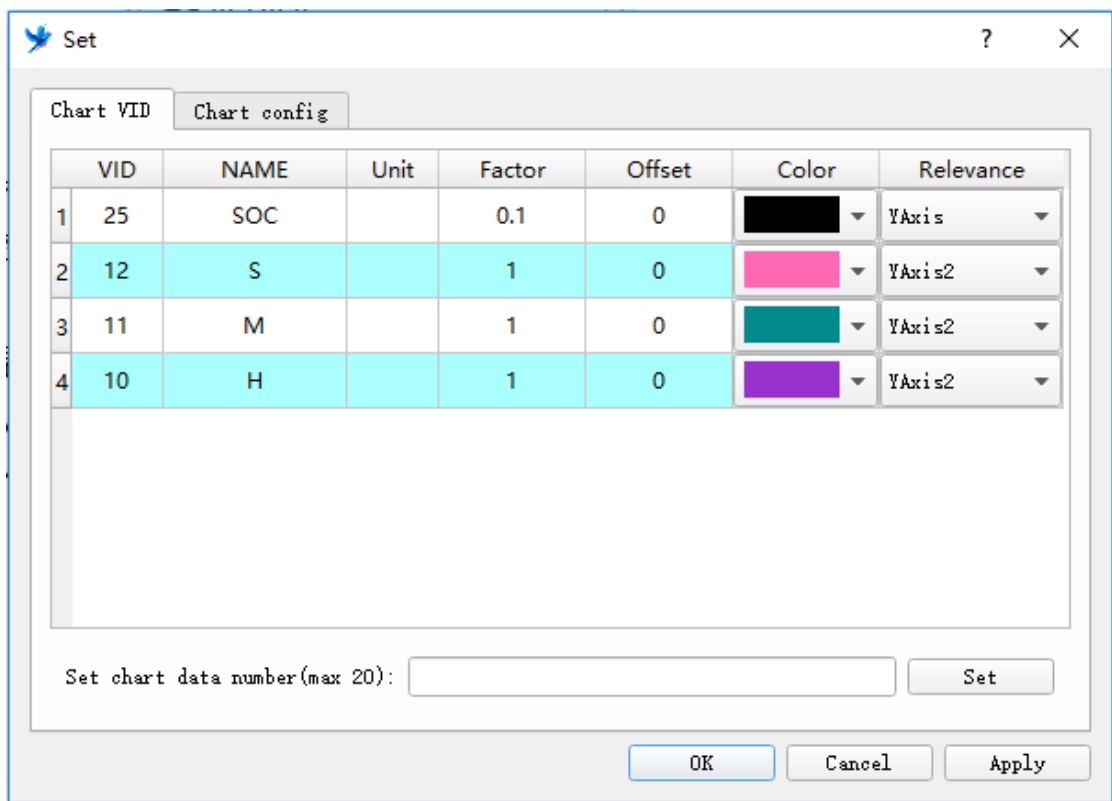 Set ?
Chart VID Chart config
VID NAME Unit Factor Offset Color Relevance
1 25 SOC 0.1 0 YAxis
2 12 S 1 0 YAxis2
3 11 M 1 0 YAxis2
4 10 H 1 0 YAxis2
Set chart data number(max 20): Set
OK Cancel Apply